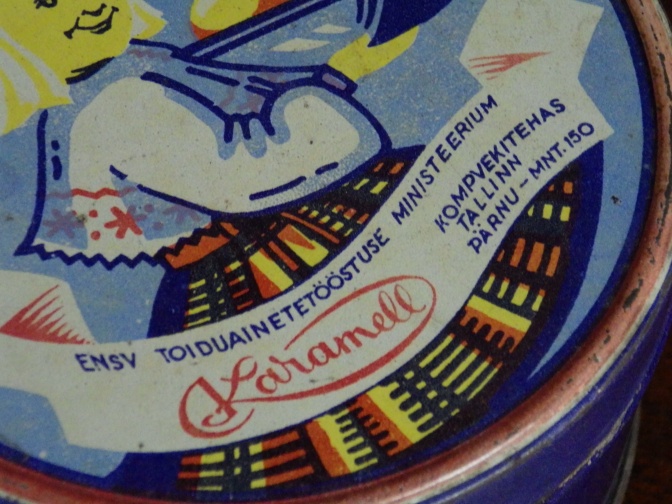 ENSV TOIDUAINETETÖÖSTUSE MINISTEERIUM
Karamell
KOMPVEKITEHAS
TALLINN
PÄRNU-MNT. 150